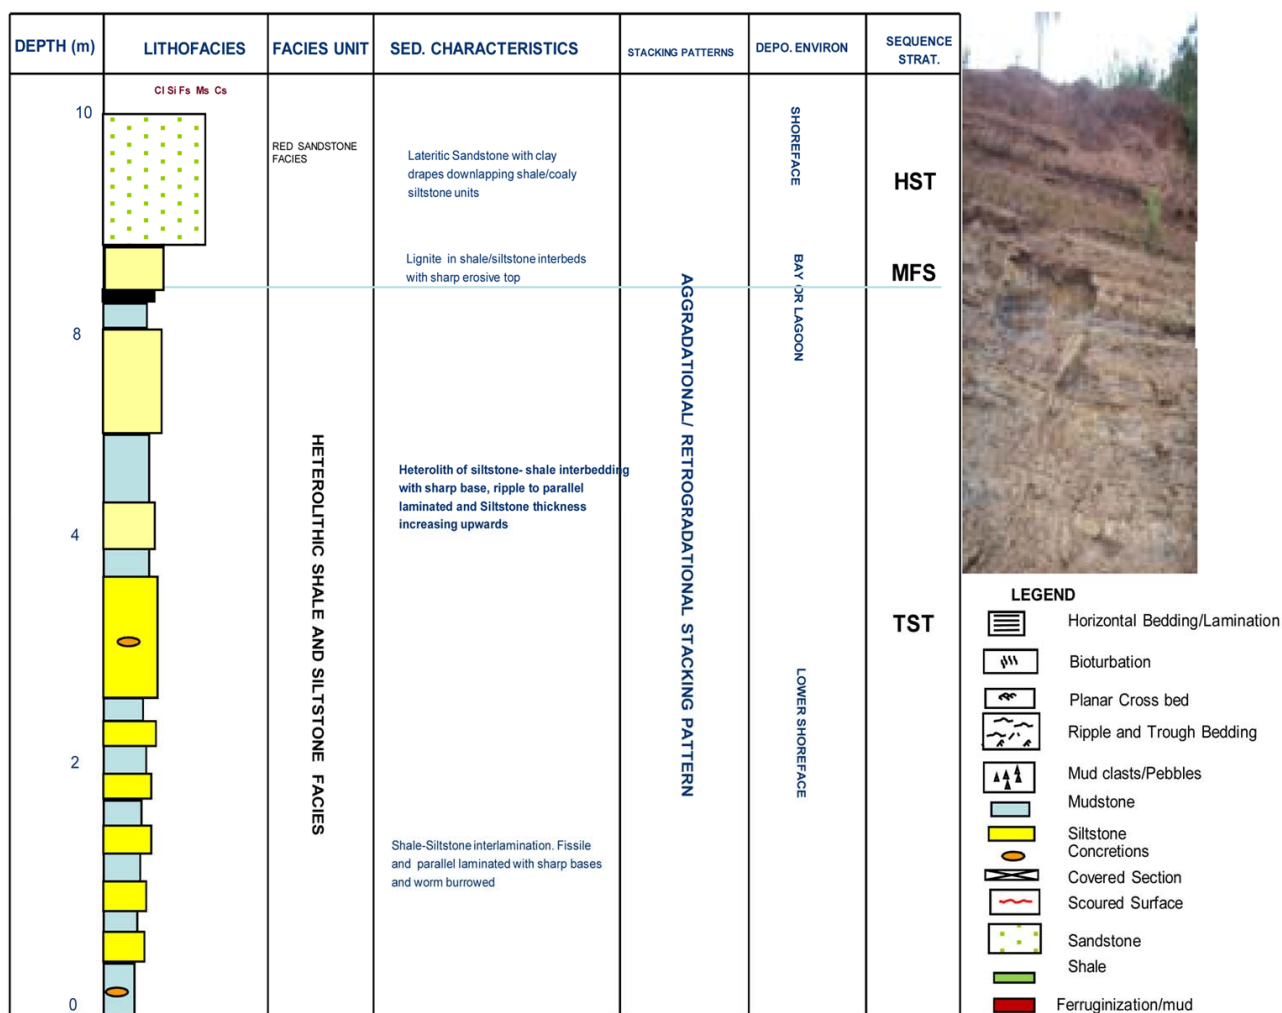 DEPTH (m)
LITHOFACIES
FACIES UNIT
SED. CHARACTERISTICS
STACKING PATTERNS
DEPO. ENVIRON
SEQUENCE
STRAT.
Cl Si Fs Ms Cs
10
8
4
2
0
RED SANDSTONE
FACIES
HETEROLITHIC SHALE AND SILTSTONE FACIES
Lateritic Sandstone with clay
drapes downlapping shale/coaly
siltstone units
Lignite in shale/siltstone interbeds
with sharp erosive top
Heterolith of siltstone- shale interbedding
with sharp base, ripple to parallel
laminated and Siltstone thickness
increasing upwards
Shale-Siltstone interlamination. Fissile
and parallel laminated with sharp bases
and worm burrowed
AGGRADATIONAL/ RETROGRADATIONAL STACKING PATTERN
SHOREFACE
BAY OR LAGOON
LOWER SHOREFACE
HST
MFS
TST
LEGEND
Horizontal Bedding/Lamination
Bioturbation
Planar Cross bed
Ripple and Trough Bedding
Mud clasts/Pebbles
Mudstone
Siltstone
Concretions
Covered Section
Scoured Surface
Sandstone
Shale
Ferruginization/mud